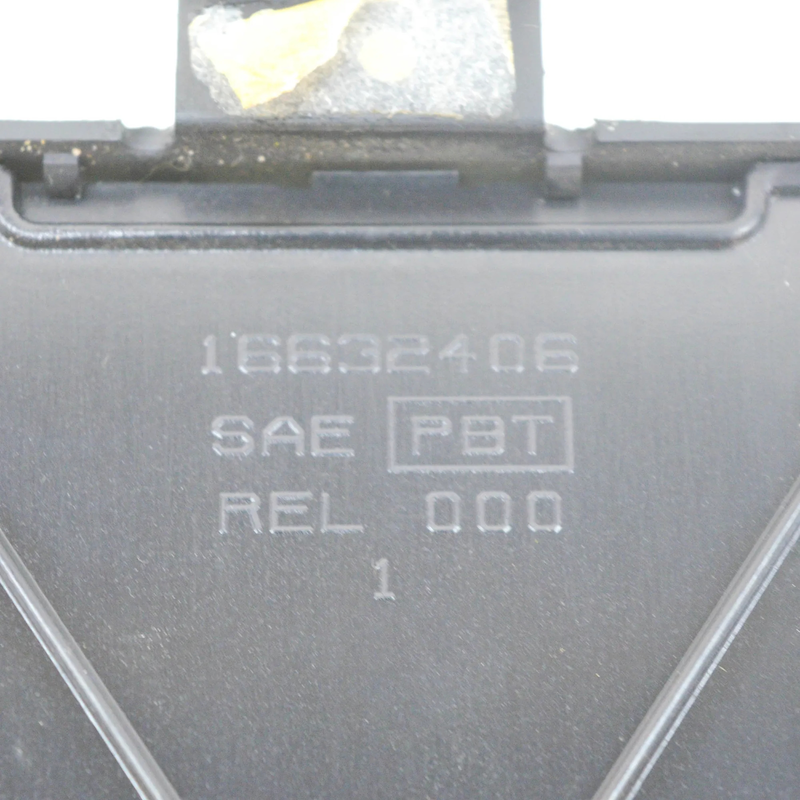 16632406
SAE PBT
REL 000
1